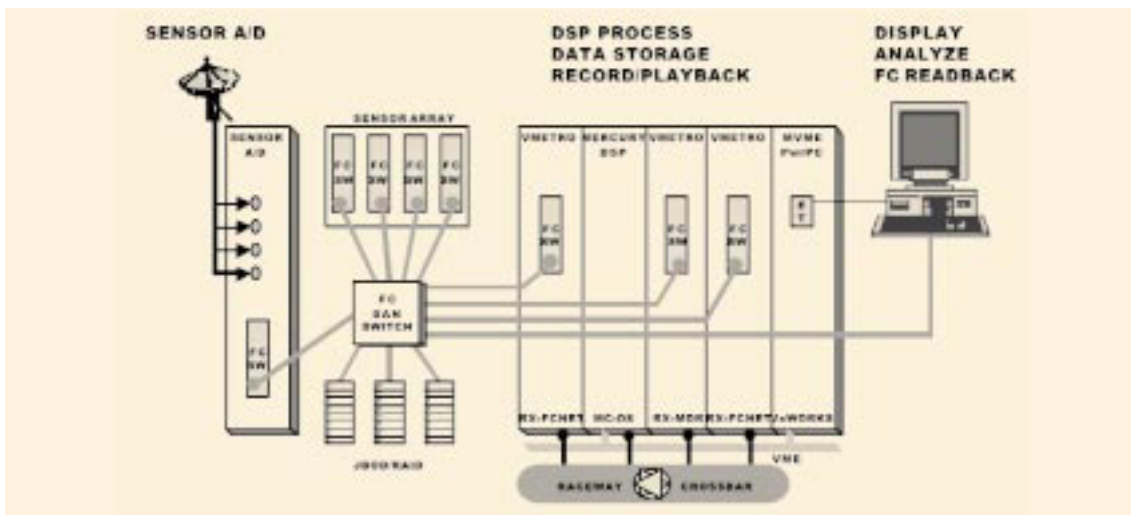 SENSOR A/D
DSP PROCESS
DATA STORAGE
RECORD/PLAYBACK
DISPLAY
ANALYZE
FC READBACK
SENSOR
A/D
SENSOR ARRAY
FC
SW
FC
SW
FC
SW
FC
SW
VMETRO
MERCURY
DSP
VMETRO
VMETRO
MVME
PwrPC
FC
SW
FC
SW
FC
SW
ET
FC
SAN
SWITCH
FC
SW
RX-FCNET
MC-OS
RX-MDR
RX-FCNET
VxWORKS
JBOD/RAID
VME
RACEWAY
CROSSBAR